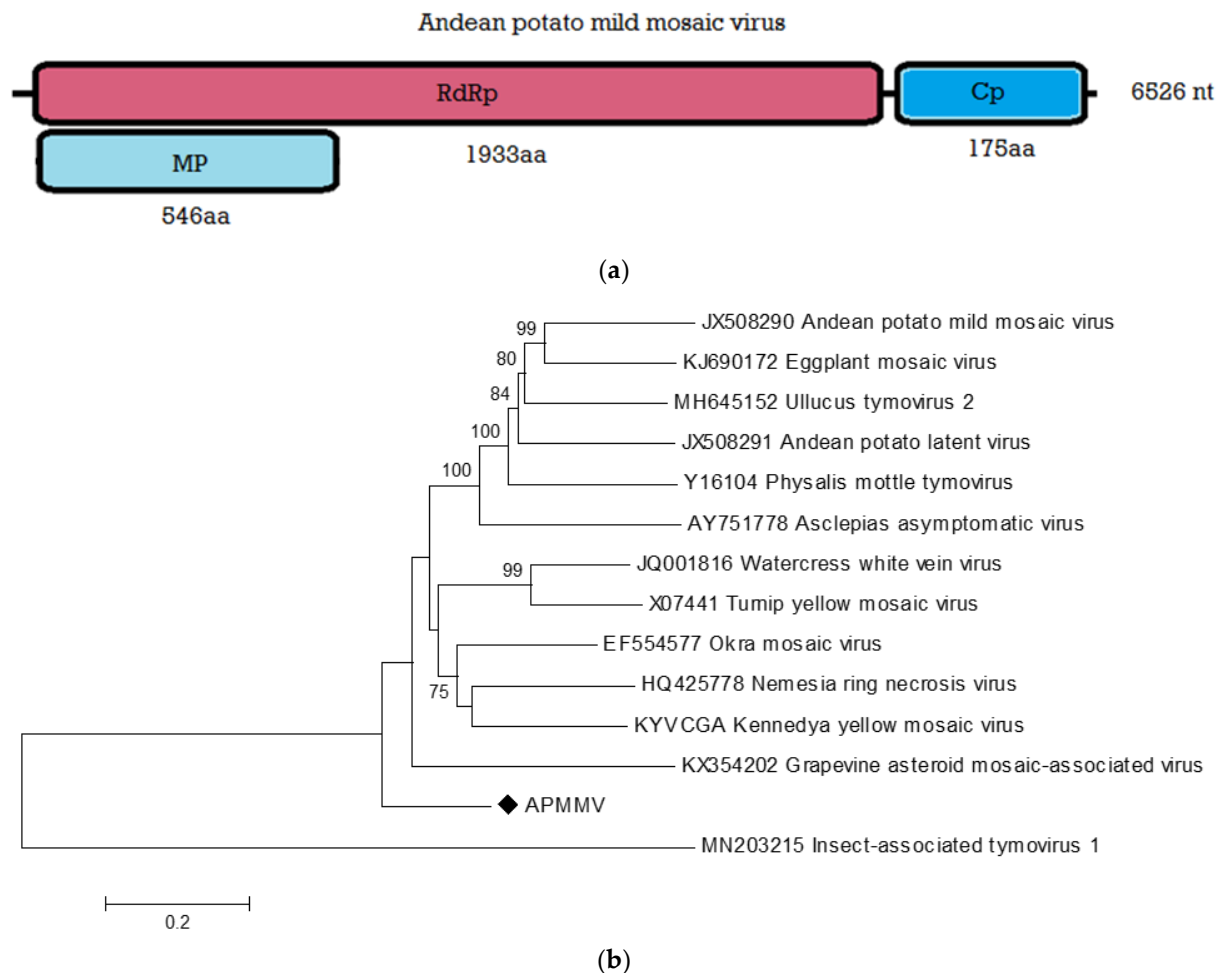 Andean potato mild mosaic virus
RdRp
Cp
6526 nt
MP
1933aa
175aa
546aa
(a)
99
JX508290 Andean potato mild mosaic virus
80
KJ690172 Eggplant mosaic virus
84
MH645152 Ullucus tymovirus 2
100
JX508291 Andean potato latent virus
100
Y16104 Physalis mottle tymovirus
AY751778 Asclepias asymptomatic virus
99
JQ001816 Watercress white vein virus
X07441 Turnip yellow mosaic virus
EF554577 Okra mosaic virus
75
HQ425778 Nemesia ring necrosis virus
KYVCGA Kennedya yellow mosaic virus
KX354202 Grapevine asteroid mosaic-associated virus
APMMV
MN203215 Insect-associated tymovirus 1
0.2
(b)